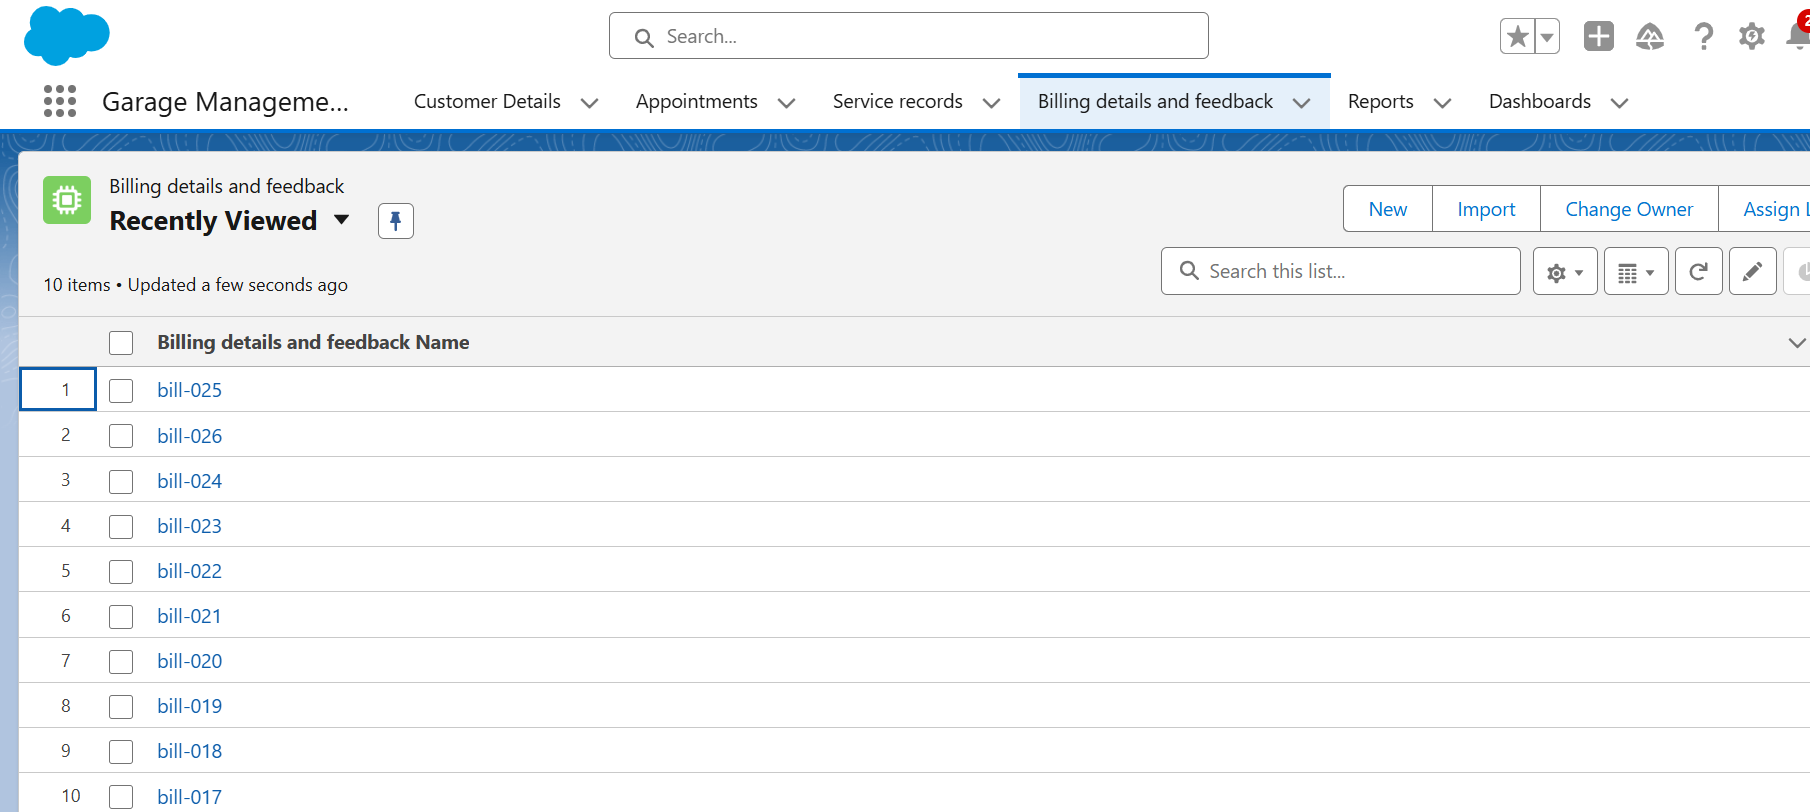 Search...
2
Garage Manageme...
Customer Details
Appointments
Service records
Billing details and feedback
Reports
Dashboards
Billing details and feedback
Recently Viewed
New
Import
Change Owner
Assign L
10 items • Updated a few seconds ago
Search this list...
Billing details and feedback Name
1 bill-025
2 bill-026
3 bill-024
4 bill-023
5 bill-022
6 bill-021
7 bill-020
8 bill-019
9 bill-018
10 bill-017